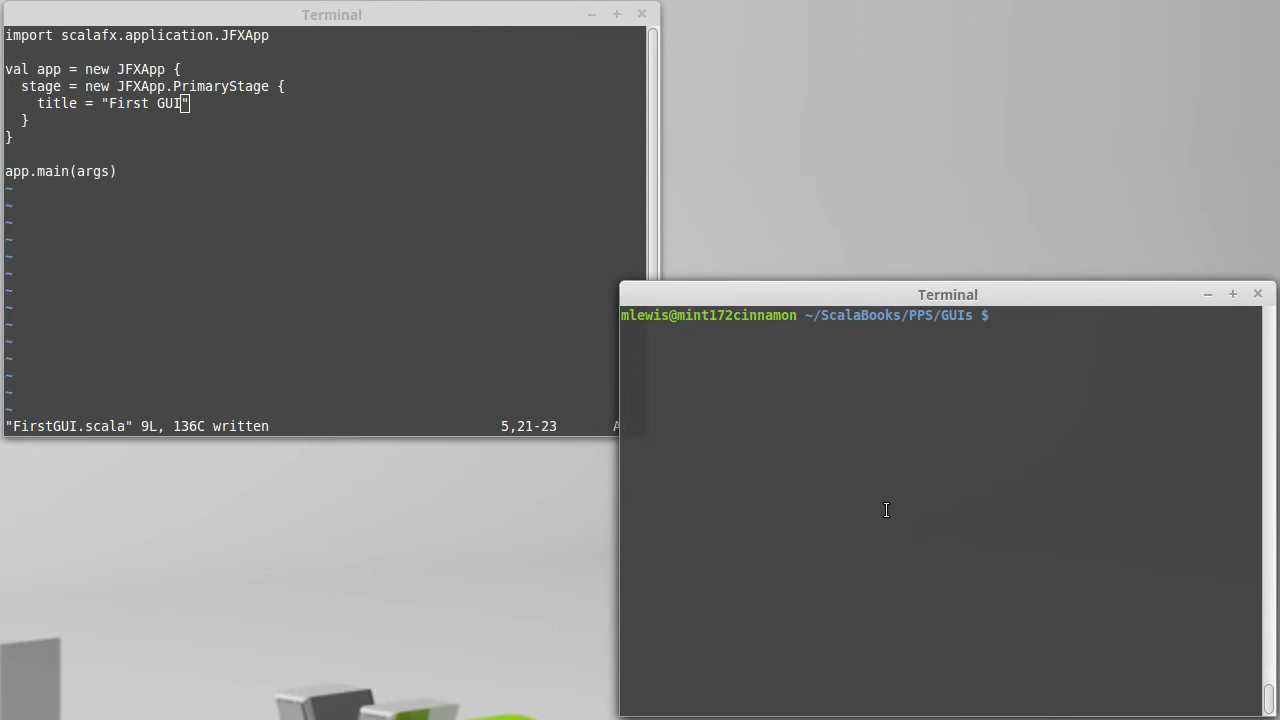 Terminal
import scalafx.application.JFXApp
val app = new JFXApp {
  stage = new JFXApp.PrimaryStage {
    title = "First GUI"
  }
}
app.main(args)
~
~
~
~
~
~
~
~
~
~
~
~
~
~
"FirstGUI.scala" 9L, 136C written 5,21-23
Terminal
mlewis@mint172cinnamon ~/ScalaBooks/PPS/GUIs $